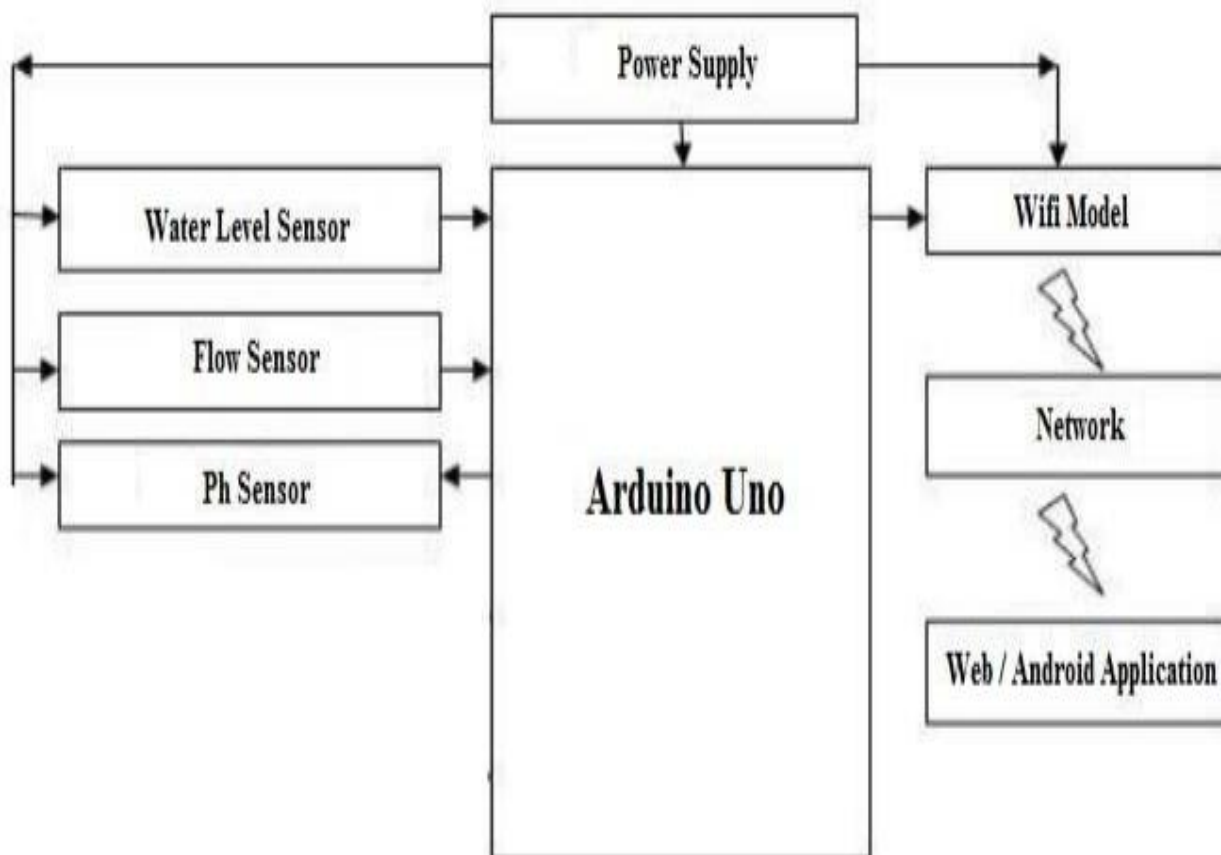 Power Supply
Water Level Sensor
Wifi Model
Flow Sensor
Network
Ph Sensor
Arduino Uno
Web / Android Application